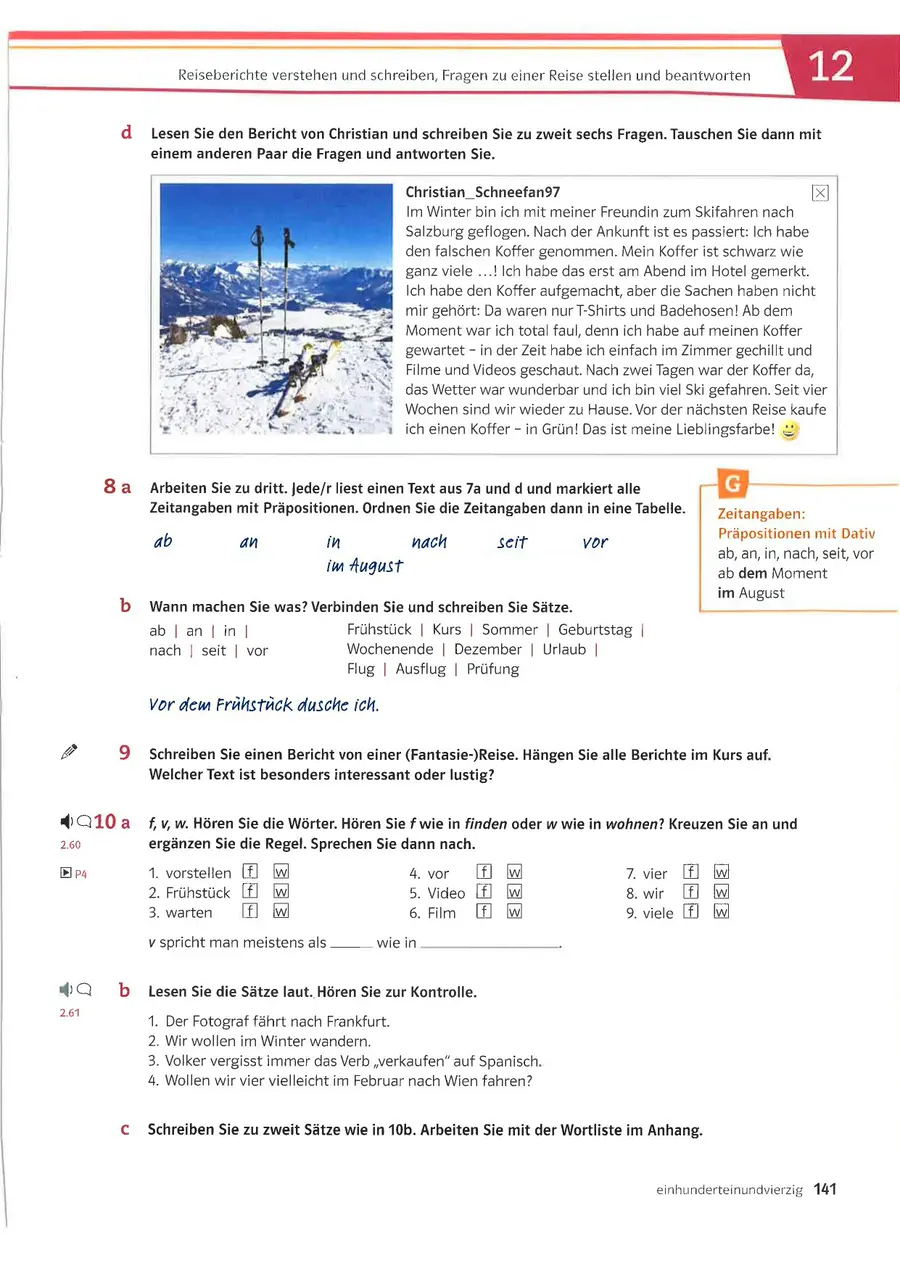 Reiseberichte verstehen und schreiben, Fragen zu einer Reise stellen und beantworten
12
d Lesen Sie den Bericht von Christian und schreiben Sie zu zweit sechs Fragen. Tauschen Sie dann mit
einem anderen Paar die Fragen und antworten Sie.
Christian_Schneefan97
Im Winter bin ich mit meiner Freundin zum Skifahren nach
Salzburg geflogen. Nach der Ankunft ist es passiert: Ich habe
den falschen Koffer genommen. Mein Koffer ist schwarz wie
ganz viele ...! Ich habe das erst am Abend im Hotel gemerkt.
Ich habe den Koffer aufgemacht, aber die Sachen haben nicht
mir gehört: Da waren nur T-Shirts und Badehosen! Ab dem
Moment war ich total faul, denn ich habe auf meinen Koffer
gewartet – in der Zeit habe ich einfach im Zimmer gechillt und
Filme und Videos geschaut. Nach zwei Tagen war der Koffer da,
das Wetter war wunderbar und ich bin viel Ski gefahren. Seit vier
Wochen sind wir wieder zu Hause. Vor der nächsten Reise kaufe
ich einen Koffer – in Grün! Das ist meine Lieblingsfarbe!
8 a Arbeiten Sie zu dritt. Jede/r liest einen Text aus 7a und d und markiert alle
Zeitangaben mit Präpositionen. Ordnen Sie die Zeitangaben dann in eine Tabelle.
ab an in nach seit vor
im August
G
Zeitangaben:
Präpositionen mit Dativ
ab, an, in, nach, seit, vor
ab dem Moment
im August
b Wann machen Sie was? Verbinden Sie und schreiben Sie Sätze.
ab | an | in |
nach | seit | vor
Frühstück | Kurs | Sommer | Geburtstag |
Wochenende | Dezember | Urlaub |
Flug | Ausflug | Prüfung
Vor dem Frühstück dusche ich.
9 Schreiben Sie einen Bericht von einer (Fantasie-)Reise. Hängen Sie alle Berichte im Kurs auf.
Welcher Text ist besonders interessant oder lustig?
10 a f, v, w. Hören Sie die Wörter. Hören Sie f wie in finden oder w wie in wohnen? Kreuzen Sie an und
2.60 ergänzen Sie die Regel. Sprechen Sie dann nach.
P4
1. vorstellen f w
2. Frühstück f w
3. warten f w
4. vor f w
5. Video f w
6. Film f w
7. vier f w
8. wir f w
9. viele f w
v spricht man meistens als _____ wie in _______________.
b Lesen Sie die Sätze laut. Hören Sie zur Kontrolle.
2.61
1. Der Fotograf fährt nach Frankfurt.
2. Wir wollen im Winter wandern.
3. Volker vergisst immer das Verb „verkaufen" auf Spanisch.
4. Wollen wir vier vielleicht im Februar nach Wien fahren?
c Schreiben Sie zu zweit Sätze wie in 10b. Arbeiten Sie mit der Wortliste im Anhang.
einhunderteinundvierzig 141